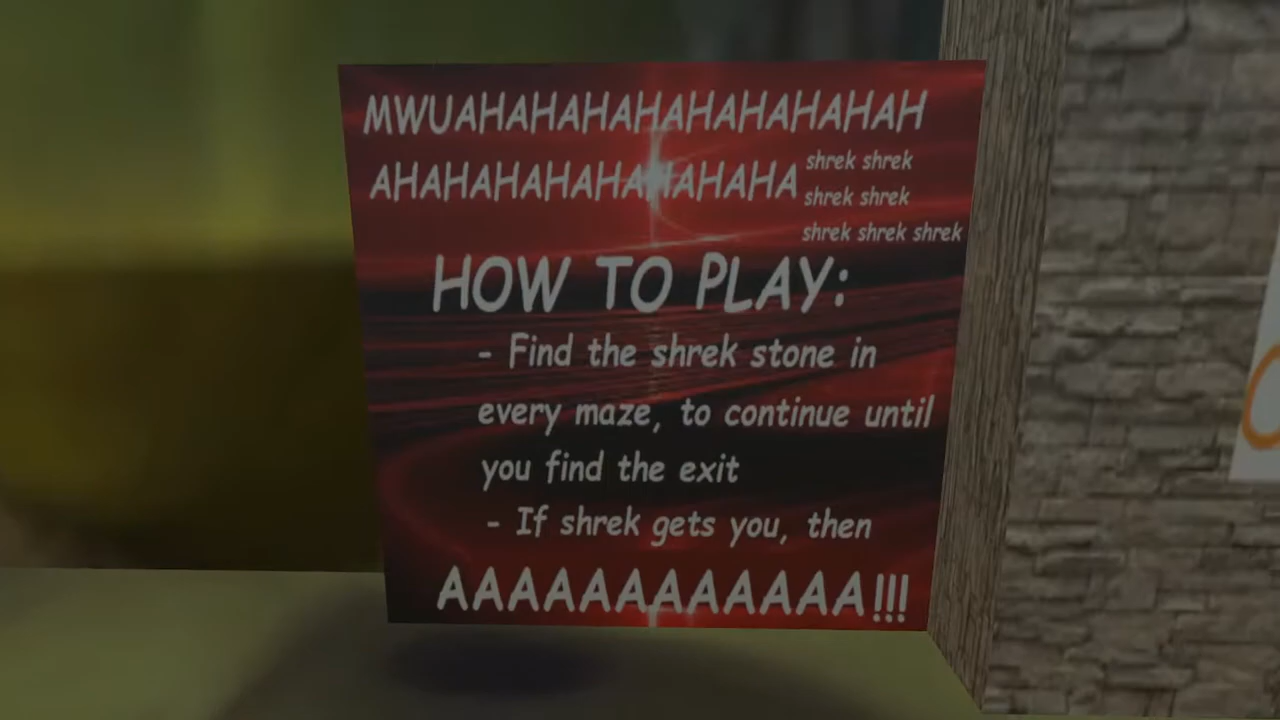 MWUAHAHAHAHAHAHAHAHAH
AHAHAHAHAHAHAHAHA
shrek shrek
shrek shrek
shrek shrek shrek
HOW TO PLAY:
- Find the shrek stone in
every maze, to continue until
you find the exit
- If shrek gets you, then
AAAAAAAAAAAA!!!